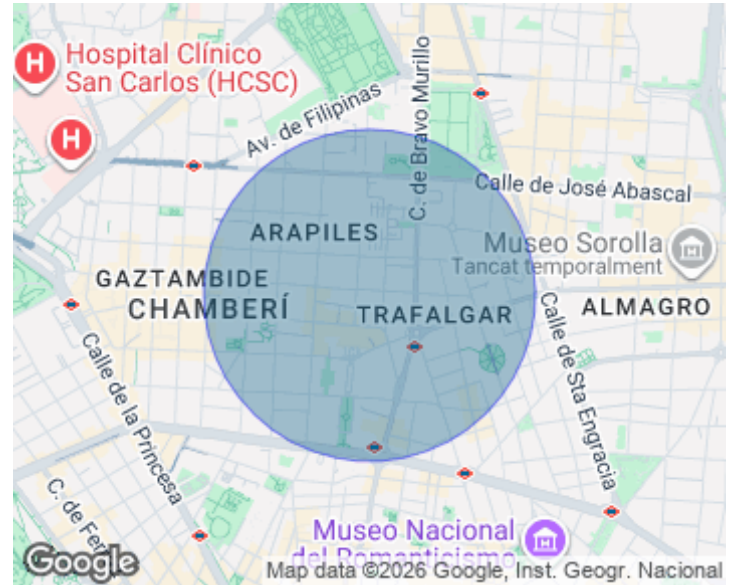 Hospital Clínico
San Carlos (HCSC)
H
H
Av. de Filipinas
C. de Bravo Murillo
Calle de José Abascal
ARAPILES
Museo Sorolla
Tancat temporalment
GAZTAMBIDE
CHAMBERÍ
TRAFALGAR
ALMAGRO
Calle de la Princesa
Calle de Sta Engracia
C. de Fer
Museo Nacional
del Romanticismo
Google
Map data ©2026 Google, Inst. Geogr. Nacional